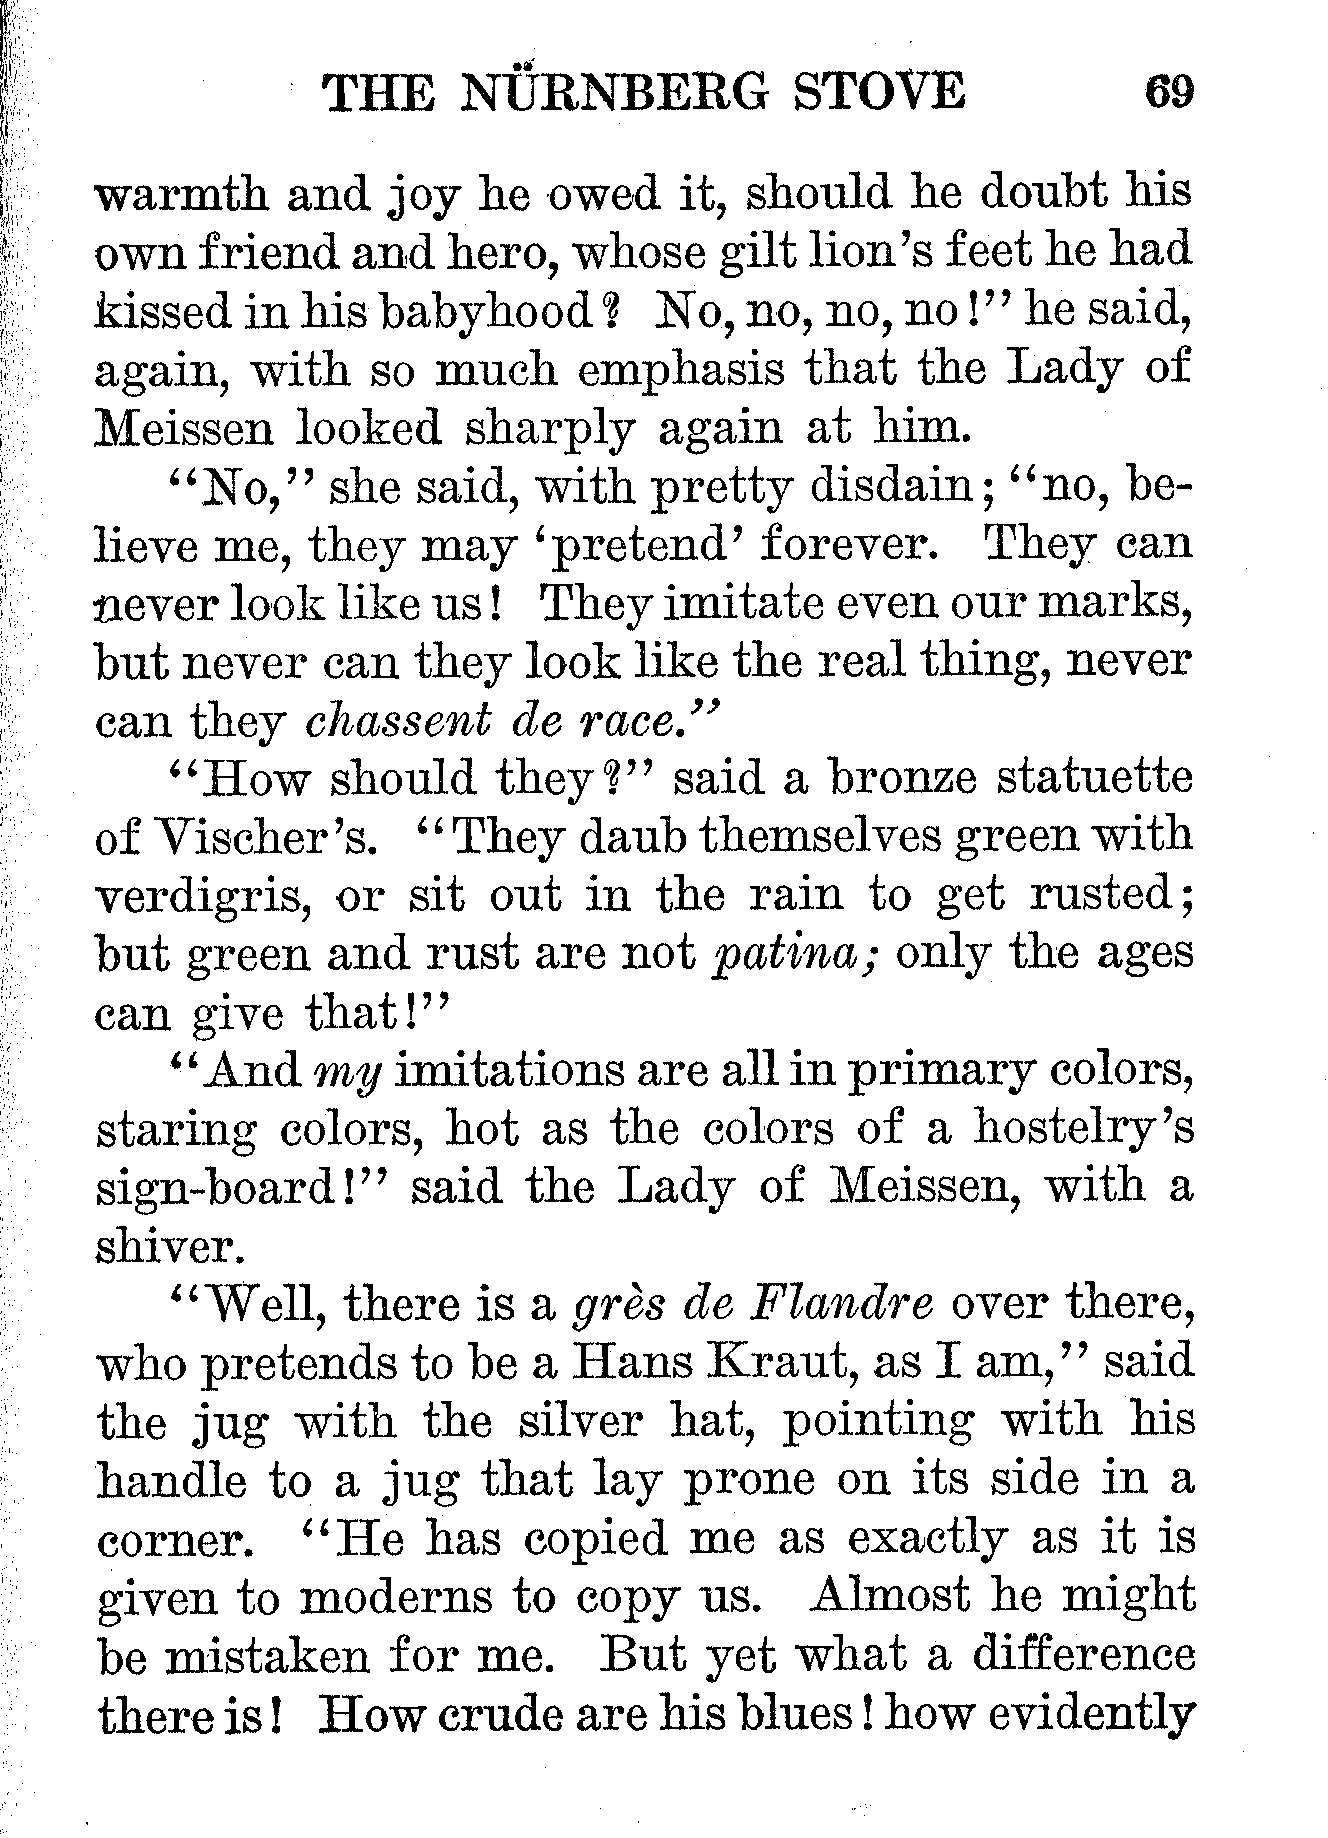 THE NÜRNBERG STOVE 69
warmth and joy he owed it, should he doubt his
own friend and hero, whose gilt lion's feet he had
kissed in his babyhood? No, no, no, no!" he said,
again, with so much emphasis that the Lady of
Meissen looked sharply again at him.
"No," she said, with pretty disdain; "no, be-
lieve me, they may 'pretend' forever. They can
never look like us! They imitate even our marks,
but never can they look like the real thing, never
can they chassent de race."
"How should they?" said a bronze statuette
of Vischer's. "They daub themselves green with
verdigris, or sit out in the rain to get rusted;
but green and rust are not patina; only the ages
can give that!"
"And my imitations are all in primary colors,
staring colors, hot as the colors of a hostelry's
sign-board!" said the Lady of Meissen, with a
shiver.
"Well, there is a grès de Flandre over there,
who pretends to be a Hans Kraut, as I am," said
the jug with the silver hat, pointing with his
handle to a jug that lay prone on its side in a
corner. "He has copied me as exactly as it is
given to moderns to copy us. Almost he might
be mistaken for me. But yet what a difference
there is! How crude are his blues! how evidently